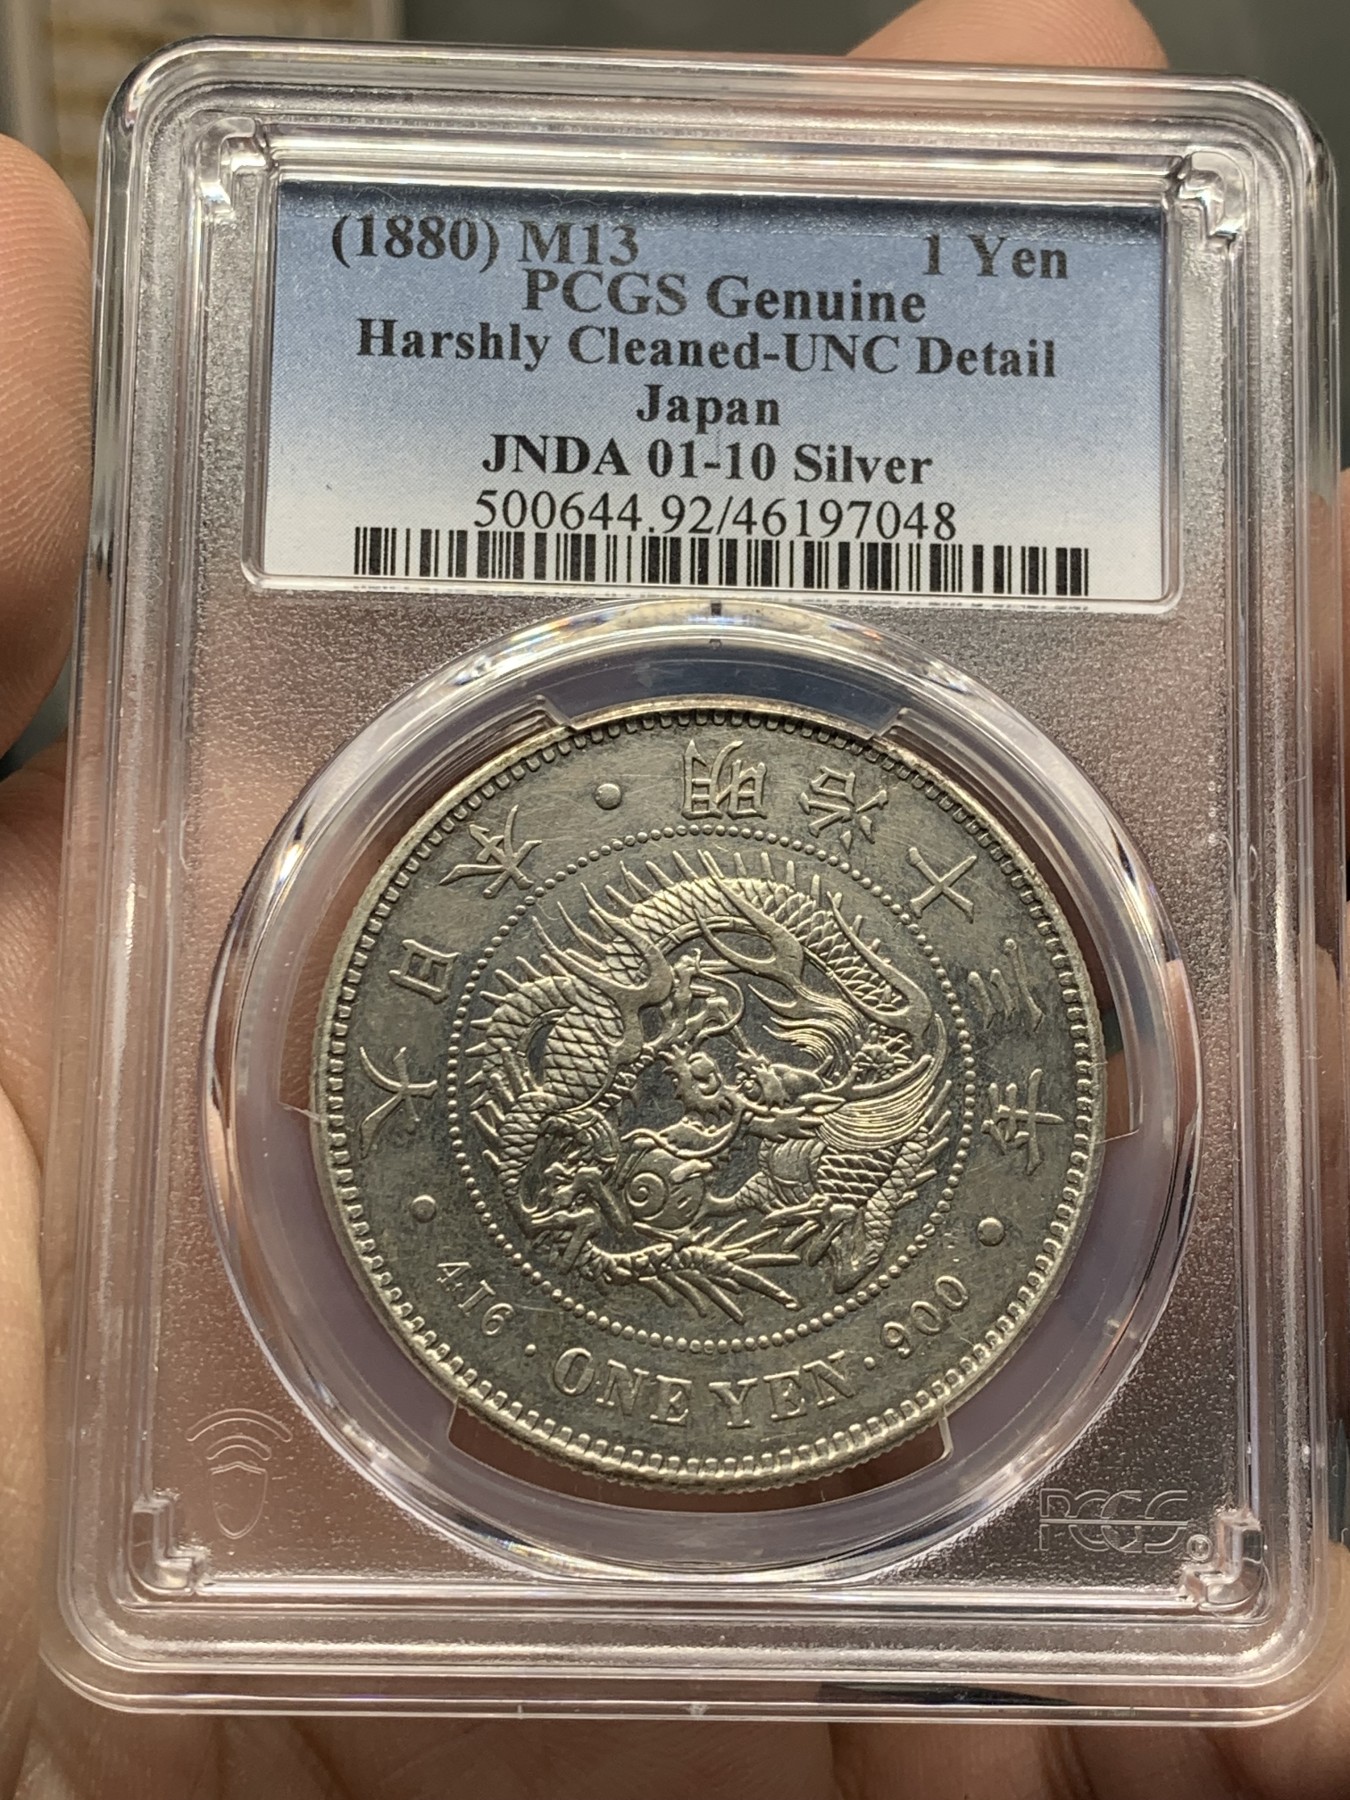 (1880) M13 1 Yen
PCGS Genuine
Harshly Cleaned-UNC Detail
Japan
JNDA 01-10 Silver
500644.92/46197048
大日本・明治十三年
416・ONE YEN・900
PCGS